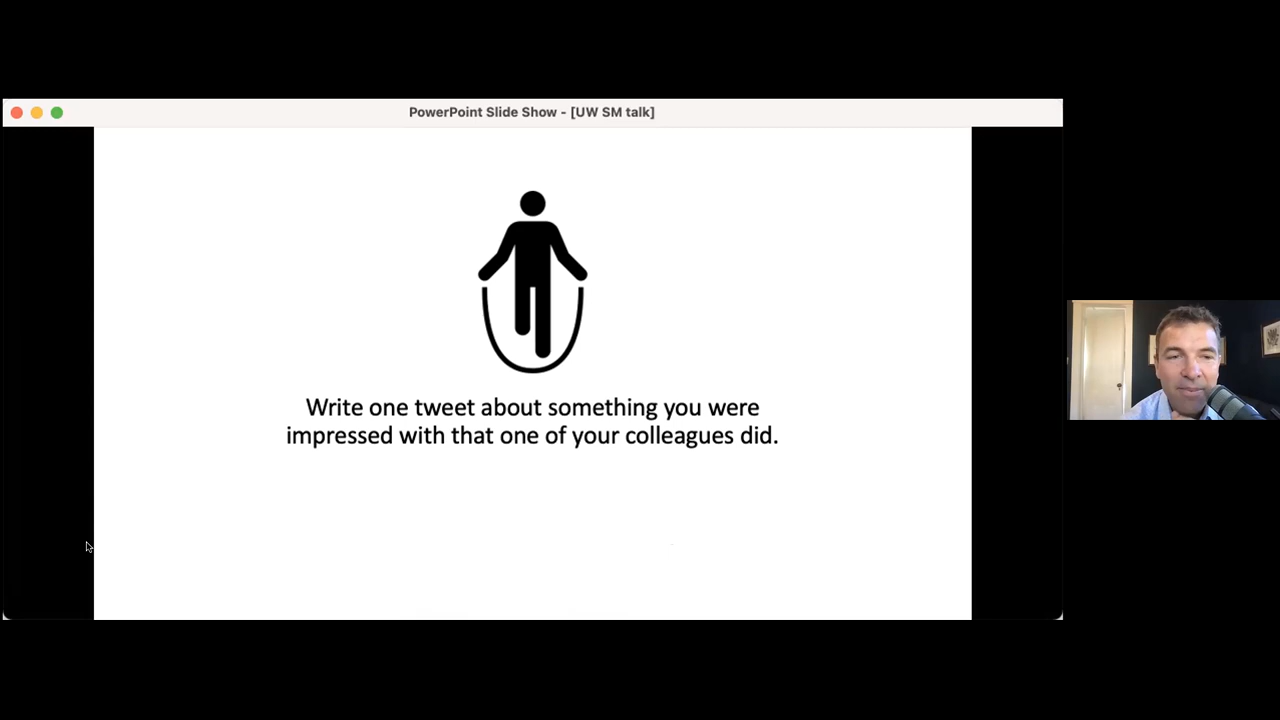 PowerPoint Slide Show - [UW SM talk]
Write one tweet about something you were
impressed with that one of your colleagues did.